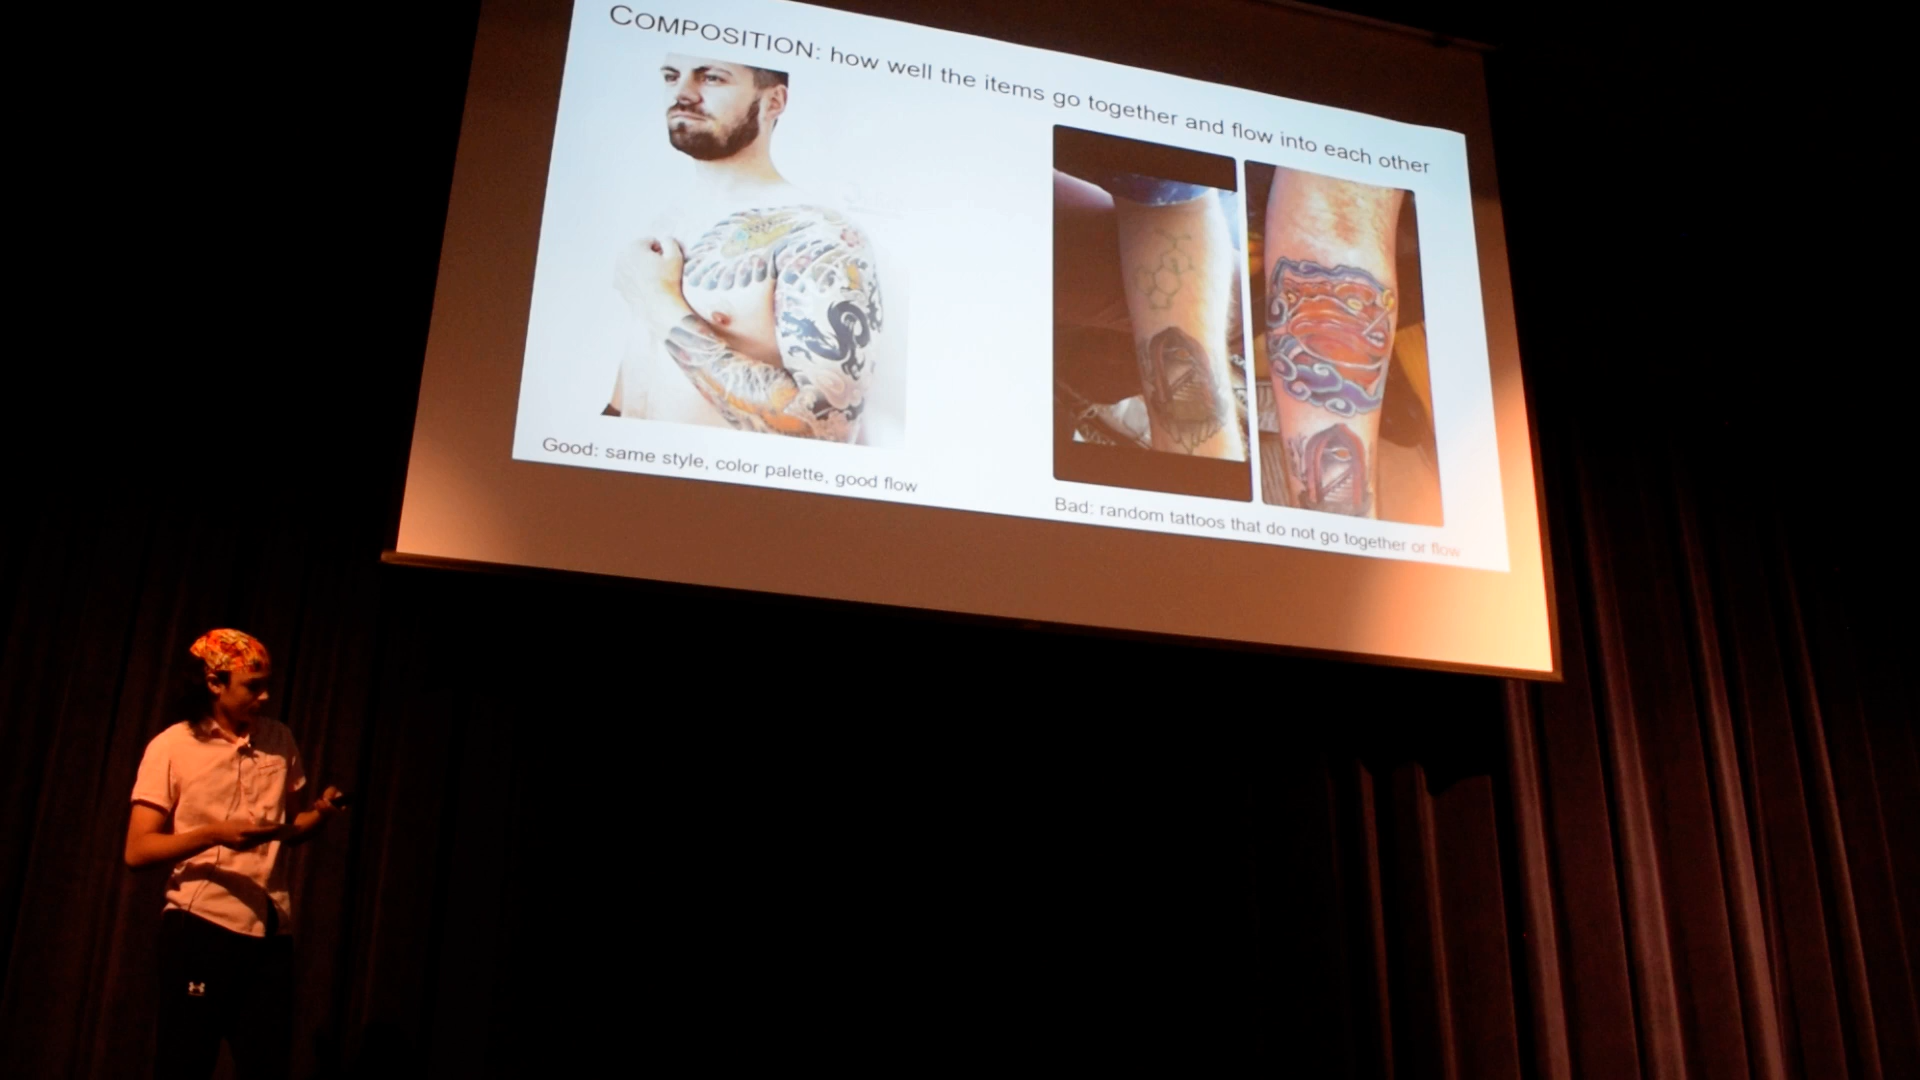 COMPOSITION: how well the items go together and flow into each other
Good: same style, color palette, good flow
Bad: random tattoos that do not go together or flow